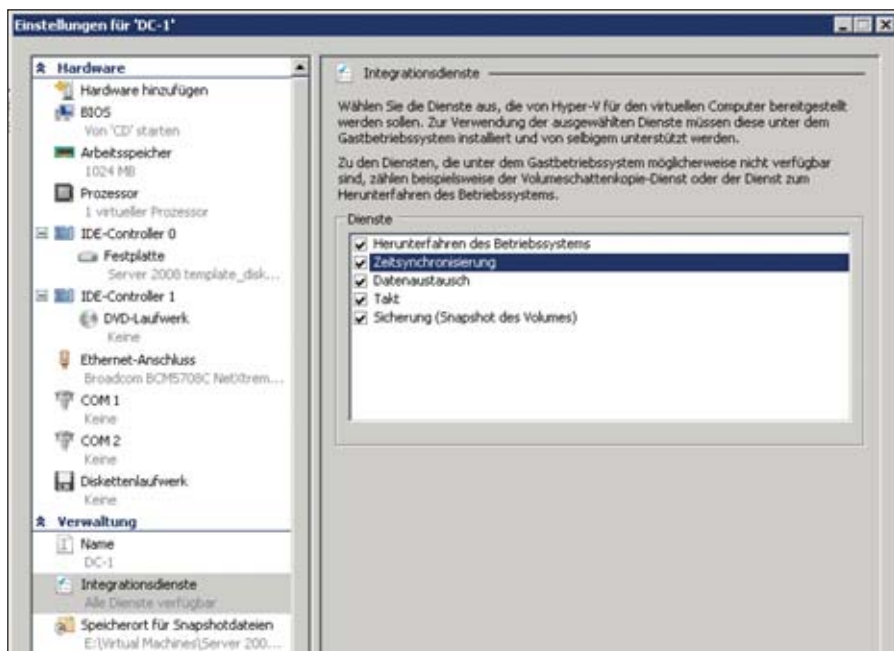 Einstellungen für 'DC-1'
Hardware
Hardware hinzufügen
BIOS
Von 'CD' starten
Arbeitsspeicher
1024 MB
Prozessor
1 virtueller Prozessor
IDE-Controller 0
Festplatte
Server 2008 template_disk...
IDE-Controller 1
DVD-Laufwerk
Keine
Ethernet-Anschluss
Broadcom BCM5708C NetXtrem...
COM 1
Keine
COM 2
Keine
Diskettenlaufwerk
Keine
Verwaltung
Name
DC-1
Integrationsdienste
Alle Dienste verfügbar
Speicherort für Snapshotdateien
E:\Virtual Machines\Server 200...
Integrationsdienste
Wählen Sie die Dienste aus, die von Hyper-V für den virtuellen Computer bereitgestellt
werden sollen. Zur Verwendung der ausgewählten Dienste müssen diese unter dem
Gastbetriebssystem installiert und von selbigem unterstützt werden.
Zu den Diensten, die unter dem Gastbetriebssystem möglicherweise nicht verfügbar
sind, zählen beispielsweise der Volumeschattenkopie-Dienst oder der Dienst zum
Herunterfahren des Betriebssystems.
Dienste
Herunterfahren des Betriebssystems
Zeitsynchronisierung
Datenaustausch
Takt
Sicherung (Snapshot des Volumes)